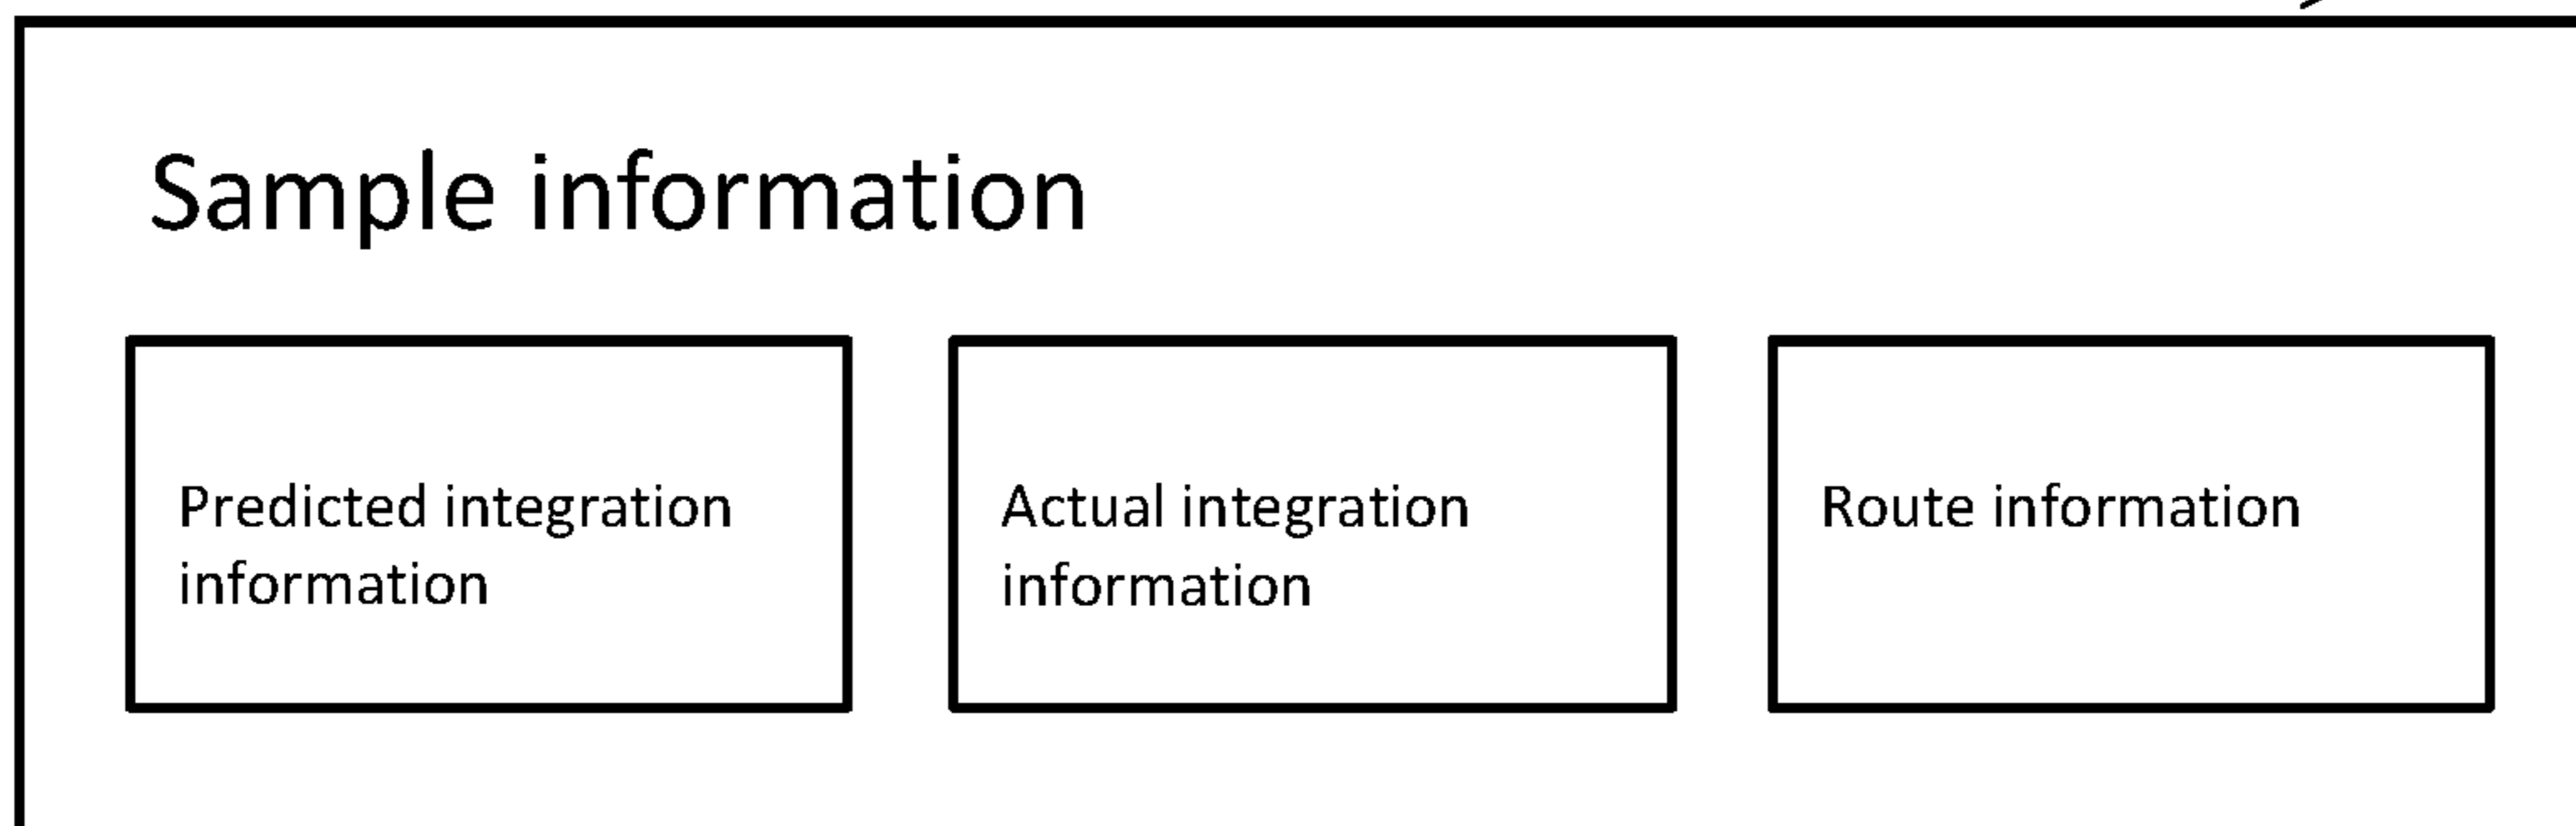 Sample information
Predicted integration
information
Actual integration
information
Route information